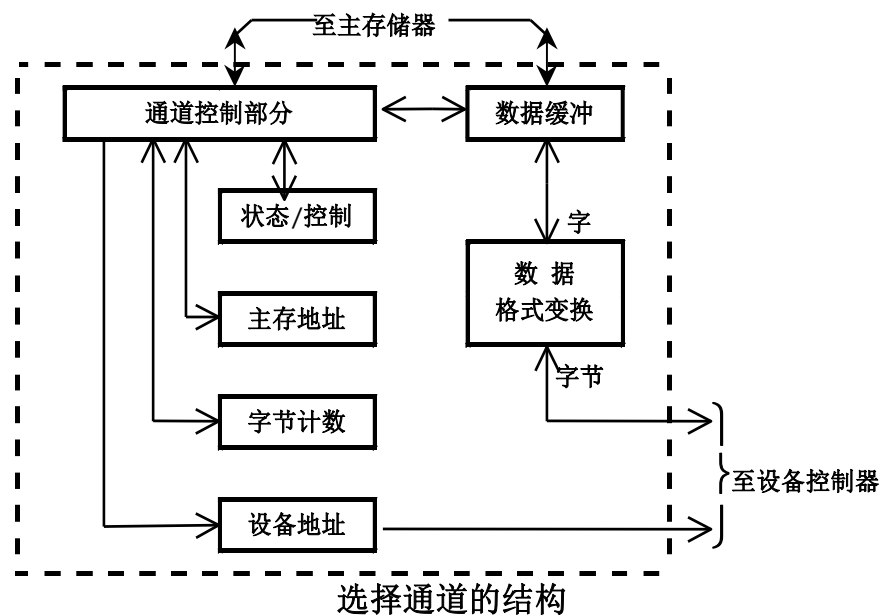 至主存储器
通道控制部分
数据缓冲
状态/控制
字
数 据
格式变换
主存地址
字节
字节计数
至设备控制器
设备地址
选择通道的结构